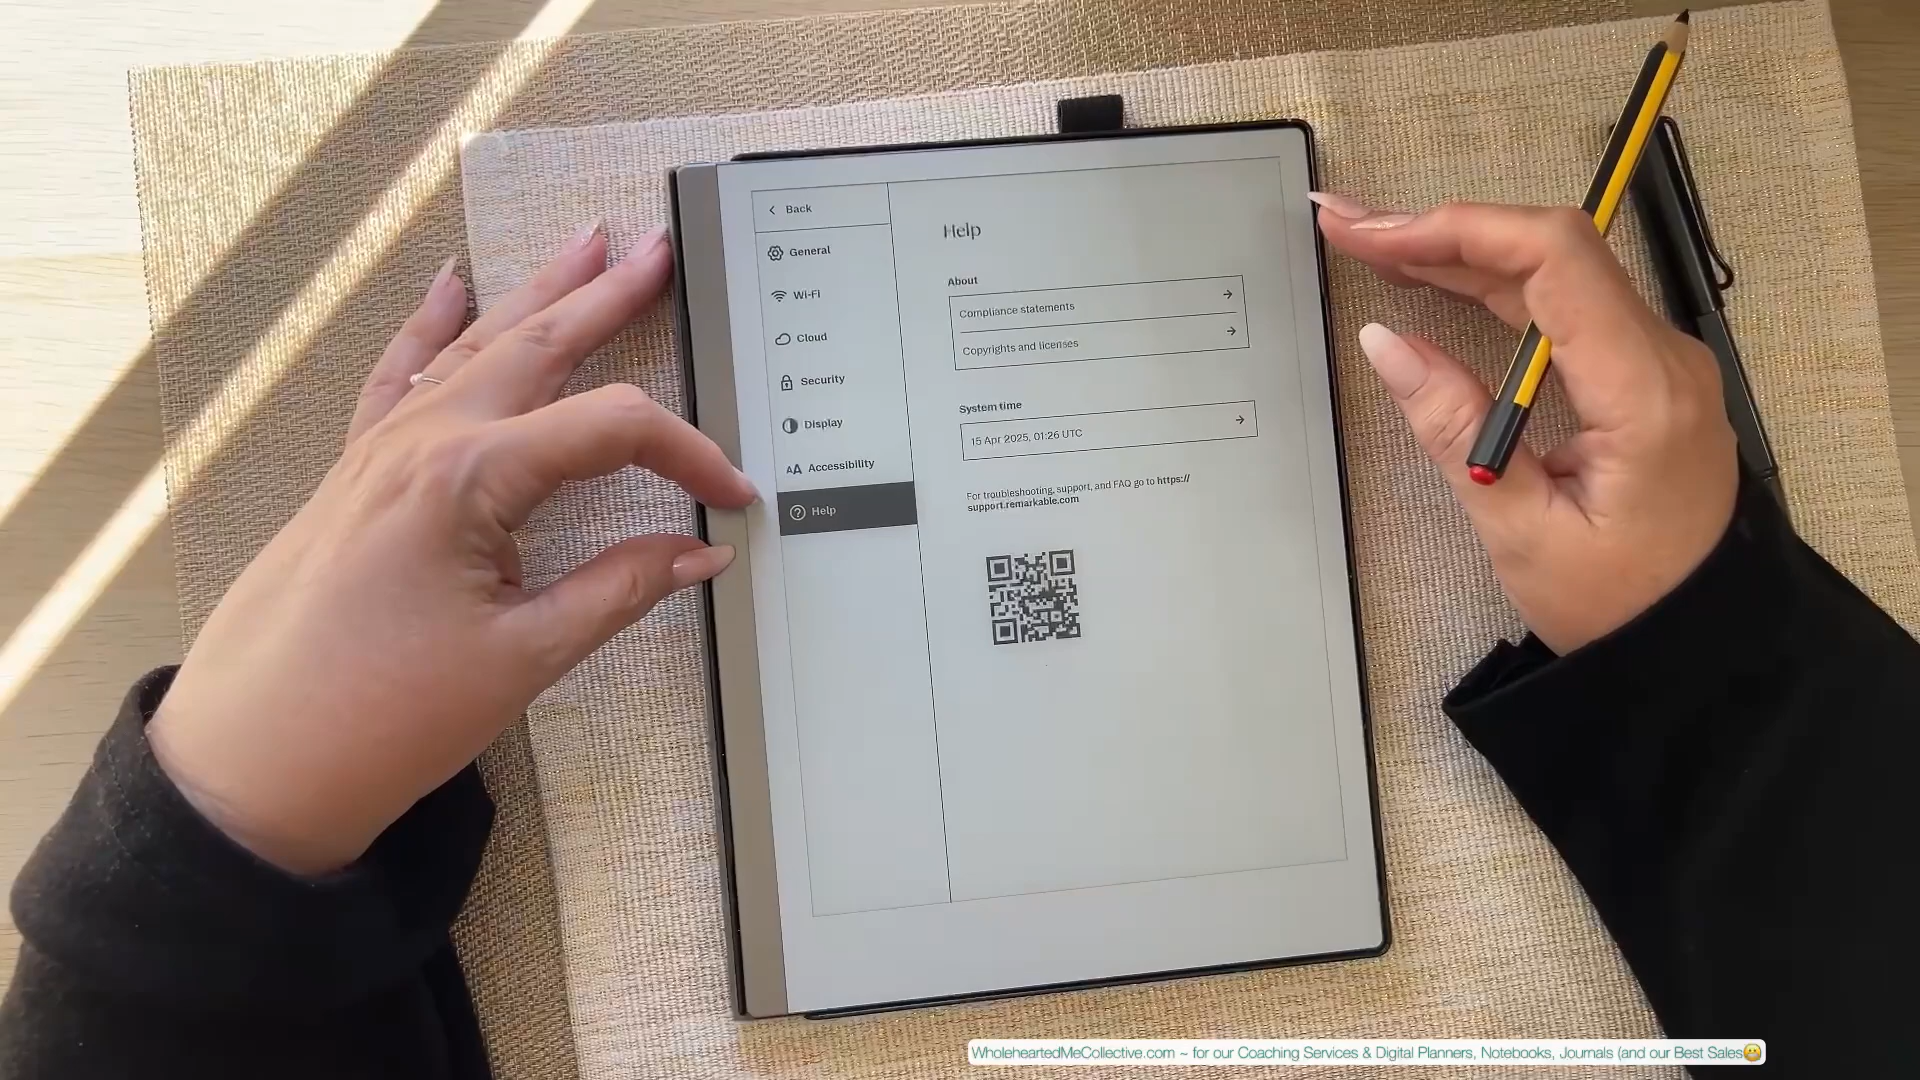 Back
General
Wi-Fi
Cloud
Security
Display
AA Accessibility
Help
Help
About
Compliance statements
Copyrights and licenses
System time
15 Apr 2025, 01:26 UTC
For troubleshooting, support, and FAQ go to https://
support.remarkable.com
WholeheartedMeCollective.com ~ for our Coaching Services & Digital Planners, Notebooks, Journals (and our Best Sales😬